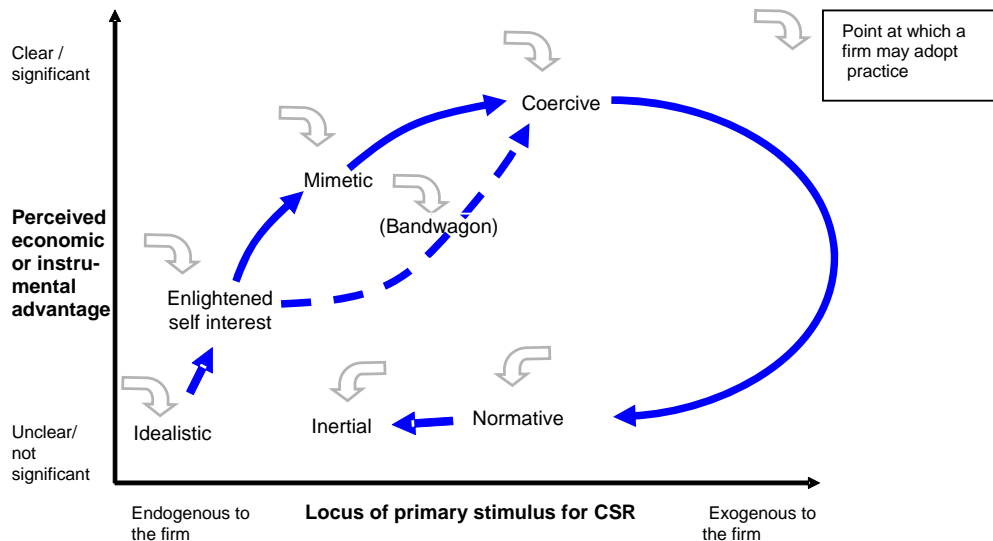 Clear /
significant
Point at which a
firm may adopt
practice
Coercive
Mimetic
(Bandwagon)
Perceived
economic
or instru-
mental
advantage
Enlightened
self interest
Unclear/
not
significant
Idealistic
Inertial
Normative
Endogenous to
the firm
Locus of primary stimulus for CSR
Exogenous to
the firm